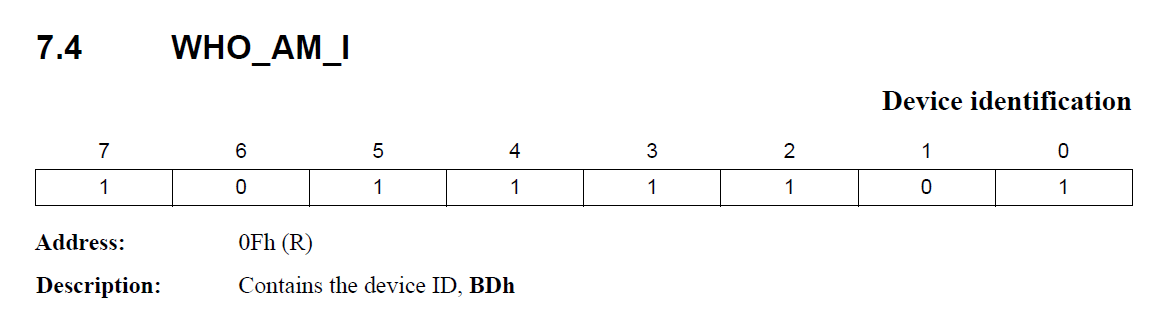 7.4 WHO_AM_I
Device identification
7 6 5 4 3 2 1 0
1 0 1 1 1 1 0 1
Address: 0Fh (R)
Description: Contains the device ID, BDh